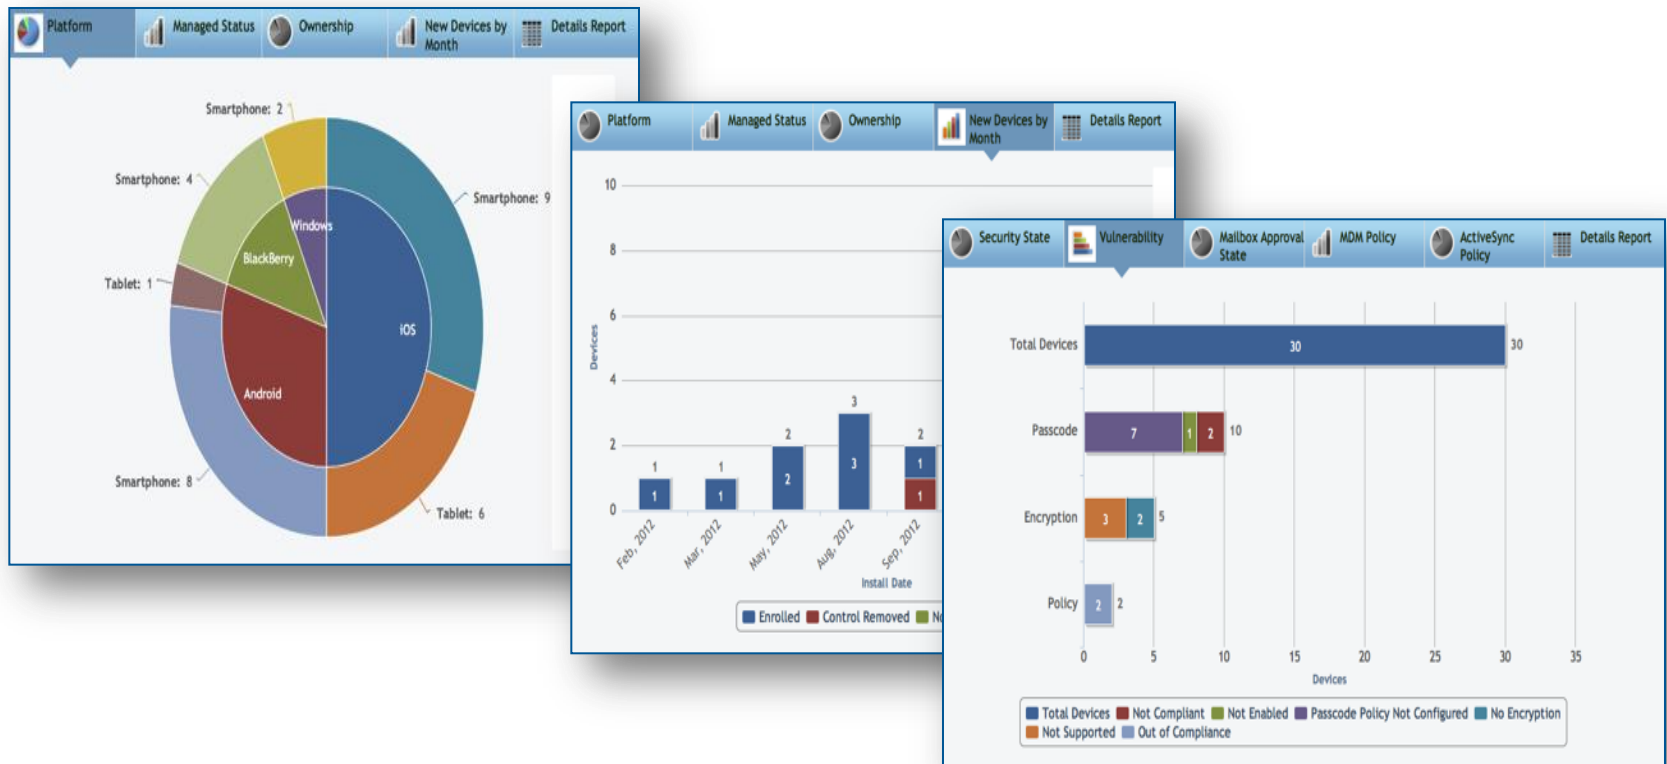 Platform
Managed Status
Ownership
New Devices by
Month
Details Report
Smartphone: 2
Smartphone: 4
Smartphone: 9
Windows
BlackBerry
Tablet: 1
iOS
Android
Smartphone: 8
Tablet: 6
Platform
Managed Status
Ownership
New Devices by
Month
Details Report
10
8
6
4
2
0
Devices
1
1
1
1
2
2
3
3
2
1
1
Feb, 2012
Mar, 2012
May, 2012
Aug, 2012
Sep, 2012
Install Date
Enrolled
Control Removed
Security State
Vulnerability
Mailbox Approval
State
MDM Policy
ActiveSync
Policy
Details Report
Total Devices
30
30
Passcode
7
1
2
10
Encryption
3
2
5
Policy
2
2
0
5
10
15
20
25
30
35
Devices
Total Devices
Not Compliant
Not Enabled
Passcode Policy Not Configured
No Encryption
Not Supported
Out of Compliance